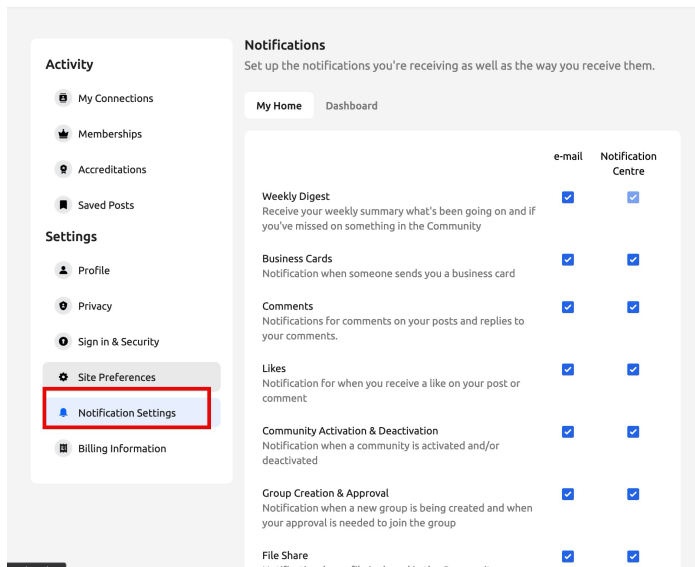 Activity
My Connections
Memberships
Accreditations
Saved Posts
Settings
Profile
Privacy
Sign in & Security
Site Preferences
Notification Settings
Billing Information
Notifications
Set up the notifications you're receiving as well as the way you receive them.
My Home
Dashboard
e-mail
Notification
Centre
Weekly Digest
Receive your weekly summary what's been going on and if
you've missed on something in the Community
Business Cards
Notification when someone sends you a business card
Comments
Notifications for comments on your posts and replies to
your comments.
Likes
Notification for when you receive a like on your post or
comment
Community Activation & Deactivation
Notification when a community is activated and/or
deactivated
Group Creation & Approval
Notification when a new group is being created and when
your approval is needed to join the group
File Share